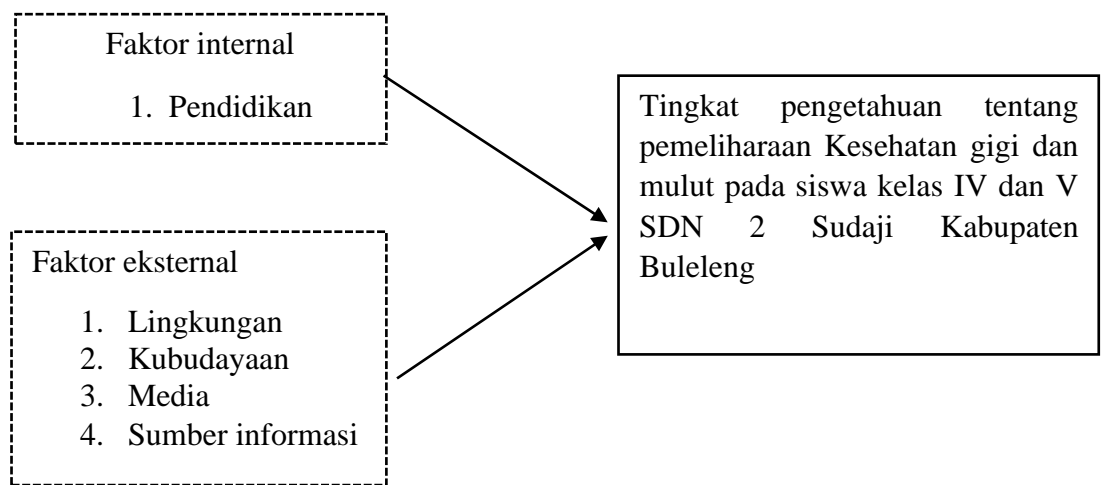 Faktor internal
1. Pendidikan
Faktor eksternal
1. Lingkungan
2. Kubudayaan
3. Media
4. Sumber informasi
Tingkat pengetahuan tentang
pemeliharaan Kesehatan gigi dan
mulut pada siswa kelas IV dan V
SDN 2 Sudaji Kabupaten
Buleleng